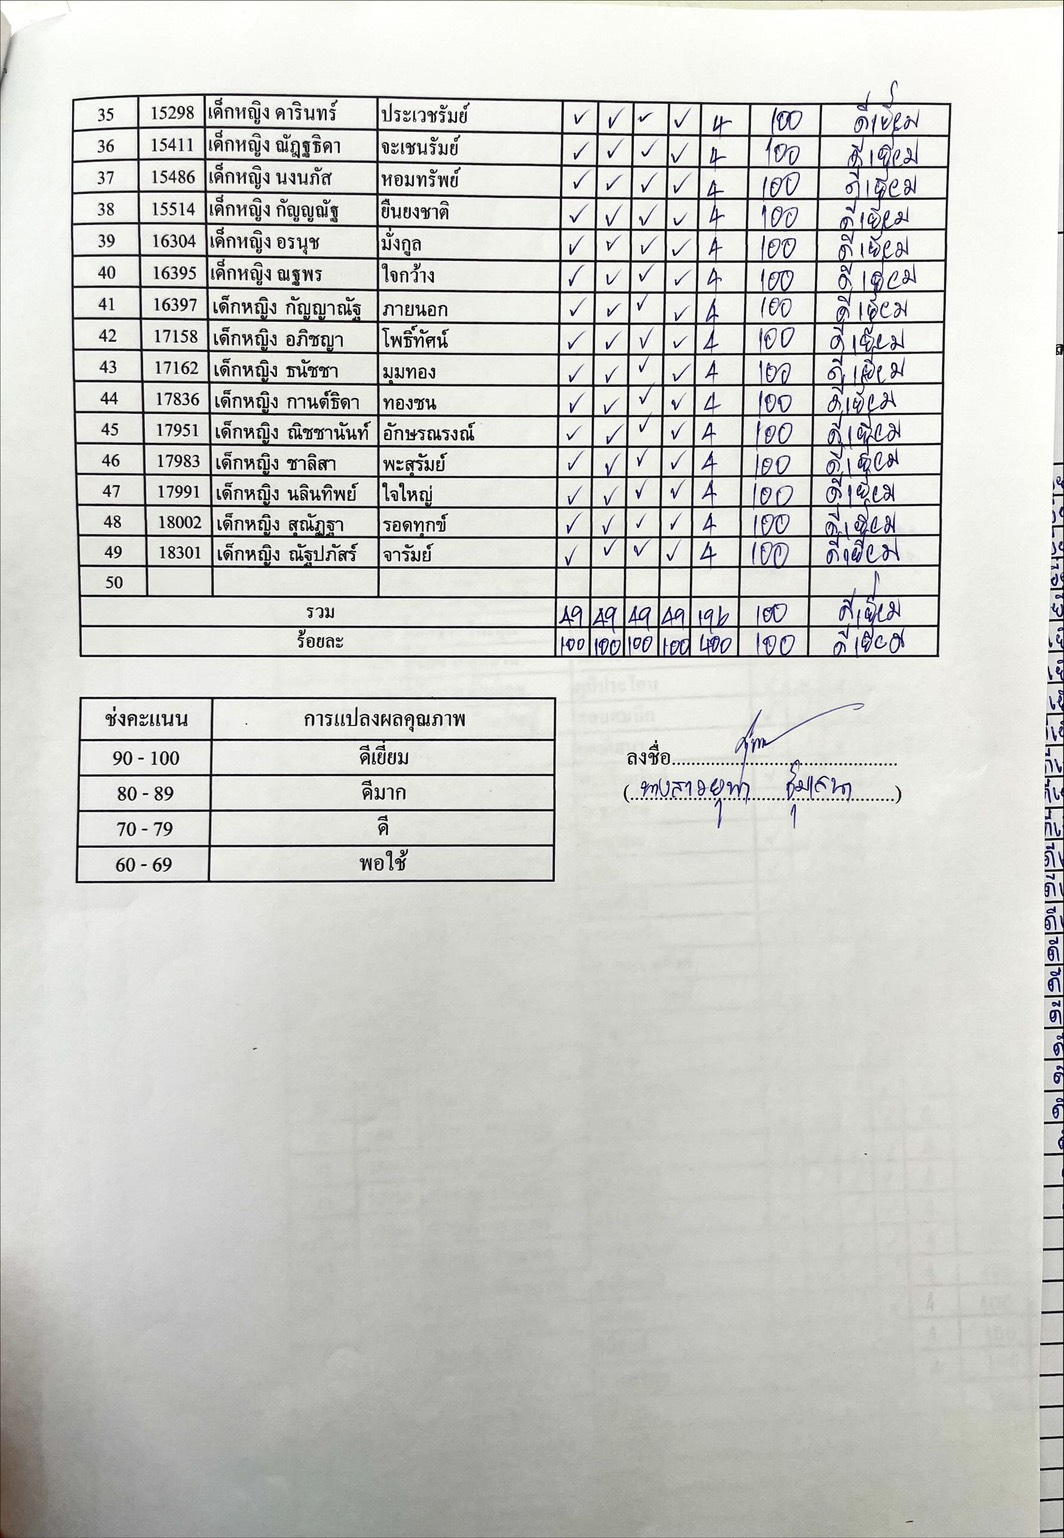 35 15298 เด็กหญิง ดารินทร์ ประเวชรัมย์ ✓ ✓ ✓ ✓ 4 100 ดีเยี่ยม
36 15411 เด็กหญิง ณัฎฐธิดา จะเชนรัมย์ ✓ ✓ ✓ ✓ 4 100 ดีเยี่ยม
37 15486 เด็กหญิง นงนภัส หอมทรัพย์ ✓ ✓ ✓ ✓ 4 100 ดีเยี่ยม
38 15514 เด็กหญิง กัญญณัฐ ยืนยงชาติ ✓ ✓ ✓ ✓ 4 100 ดีเยี่ยม
39 16304 เด็กหญิง อรนุช มั่งกูล ✓ ✓ ✓ ✓ 4 100 ดีเยี่ยม
40 16395 เด็กหญิง ณฐพร ใจกว้าง ✓ ✓ ✓ ✓ 4 100 ดีเยี่ยม
41 16397 เด็กหญิง กัญญาณัฐ ภายนอก ✓ ✓ ✓ ✓ 4 100 ดีเยี่ยม
42 17158 เด็กหญิง อภิชญา โพธิ์ทัศน์ ✓ ✓ ✓ ✓ 4 100 ดีเยี่ยม
43 17162 เด็กหญิง ธนัชชา มุมทอง ✓ ✓ ✓ ✓ 4 100 ดีเยี่ยม
44 17836 เด็กหญิง กานต์ธิดา ทองชน ✓ ✓ ✓ ✓ 4 100 ดีเยี่ยม
45 17951 เด็กหญิง ณิชชานันท์ อักษรณรงณ์ ✓ ✓ ✓ ✓ 4 100 ดีเยี่ยม
46 17983 เด็กหญิง ชาลิสา พะสุรัมย์ ✓ ✓ ✓ ✓ 4 100 ดีเยี่ยม
47 17991 เด็กหญิง นลินทิพย์ ใจใหญ่ ✓ ✓ ✓ ✓ 4 100 ดีเยี่ยม
48 18002 เด็กหญิง สุณัฏฐา รอดทุกข์ ✓ ✓ ✓ ✓ 4 100 ดีเยี่ยม
49 18301 เด็กหญิง ณัฐปภัสร์ จารัมย์ ✓ ✓ ✓ ✓ 4 100 ดีเยี่ยม
50
รวม 49 49 49 49 196 100 ดีเยี่ยม
ร้อยละ 100 100 100 100 400 100 ดีเยี่ยม
ช่งคะแนน การแปลงผลคุณภาพ
90 - 100 ดีเยี่ยม
80 - 89 ดีมาก
70 - 79 ดี
60 - 69 พอใช้
ลงชื่อ
(นางสาวยุพา)